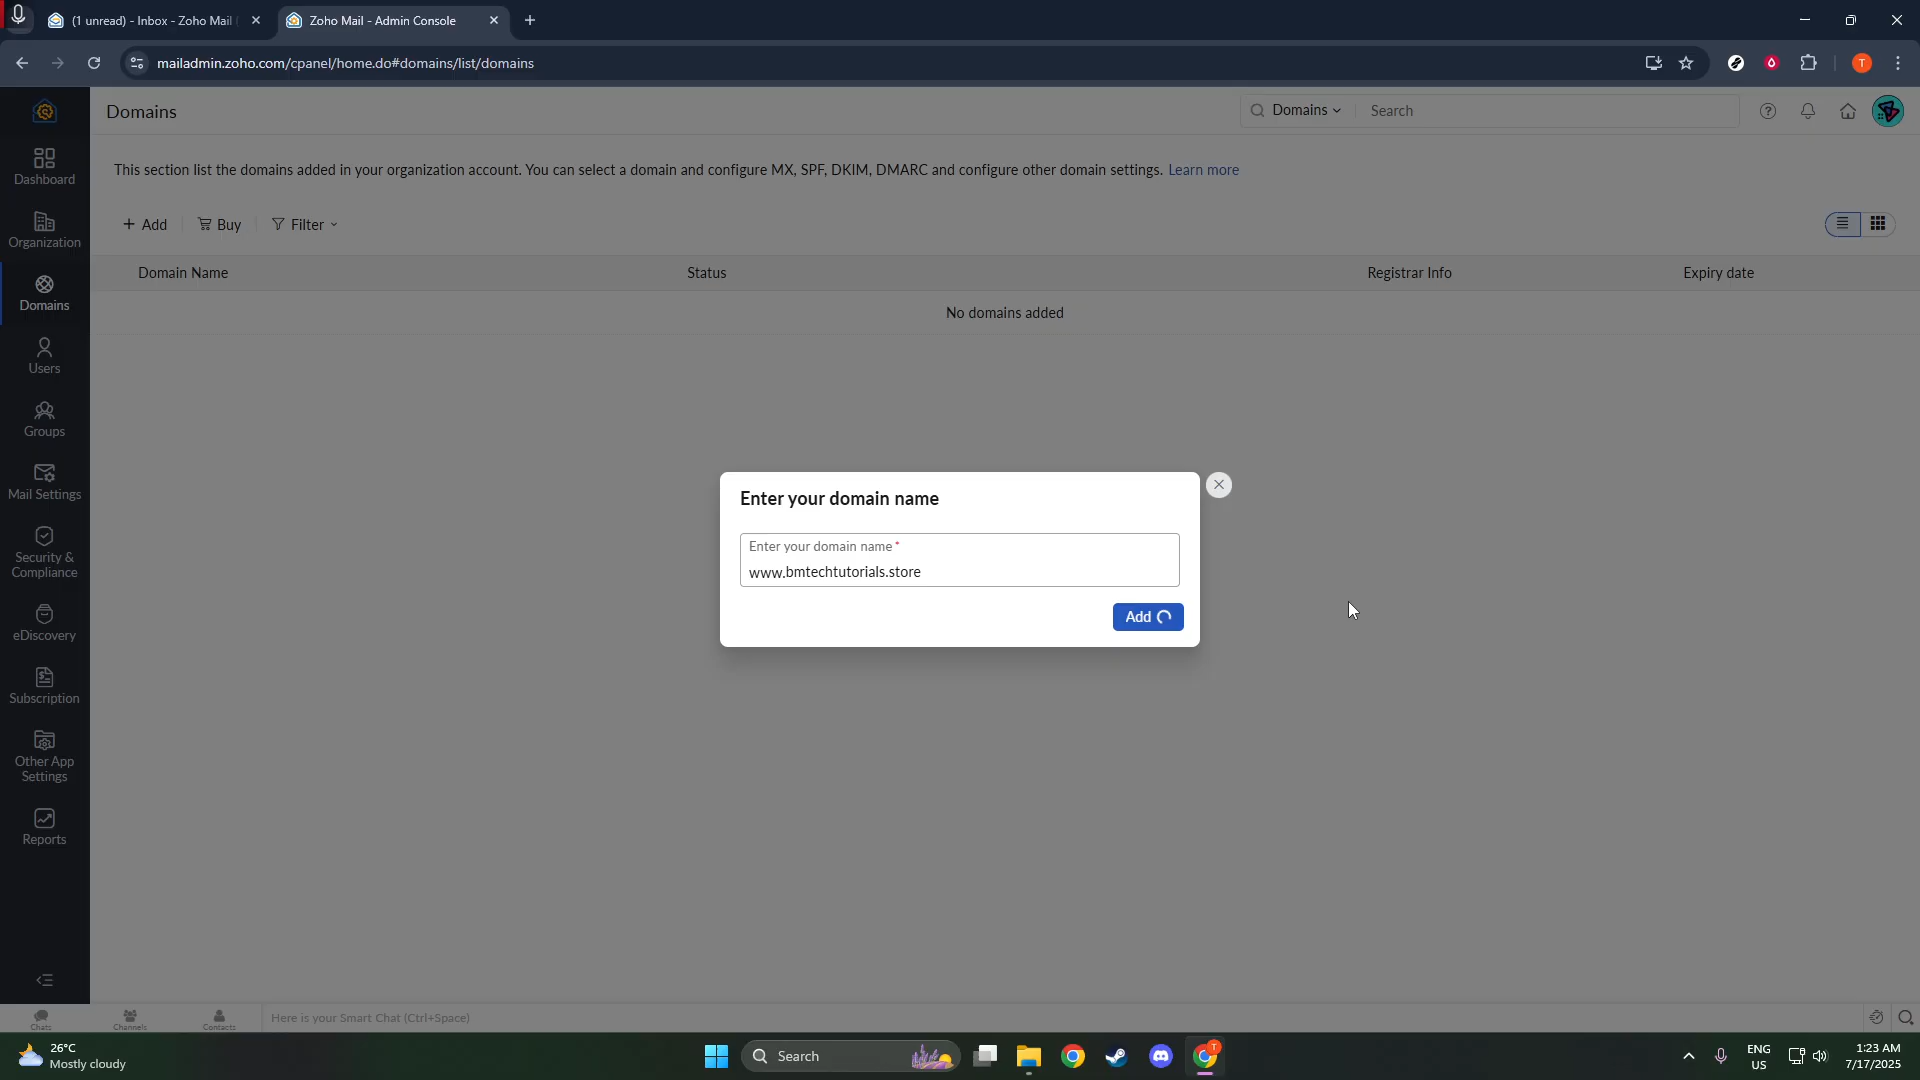 (1 unread) - Inbox - Zoho Mail
Zoho Mail - Admin Console
mailadmin.zoho.com/cpanel/home.do#domains/list/domains
T
Domains
Domains
Search
Dashboard
Organization
Domains
Users
Groups
Mail Settings
Security &
Compliance
eDiscovery
Subscription
Other App
Settings
Reports
This section list the domains added in your organization account. You can select a domain and configure MX, SPF, DKIM, DMARC and configure other domain settings. Learn more
+ Add
Buy
Filter
Domain Name
Status
Registrar Info
Expiry date
No domains added
Enter your domain name
Enter your domain name *
www.bmtechtutorials.store
Add
Chats
Channels
Contacts
Here is your Smart Chat (Ctrl+Space)
26°C
Mostly cloudy
Search
T
ENG
US
1:23 AM
7/17/2025